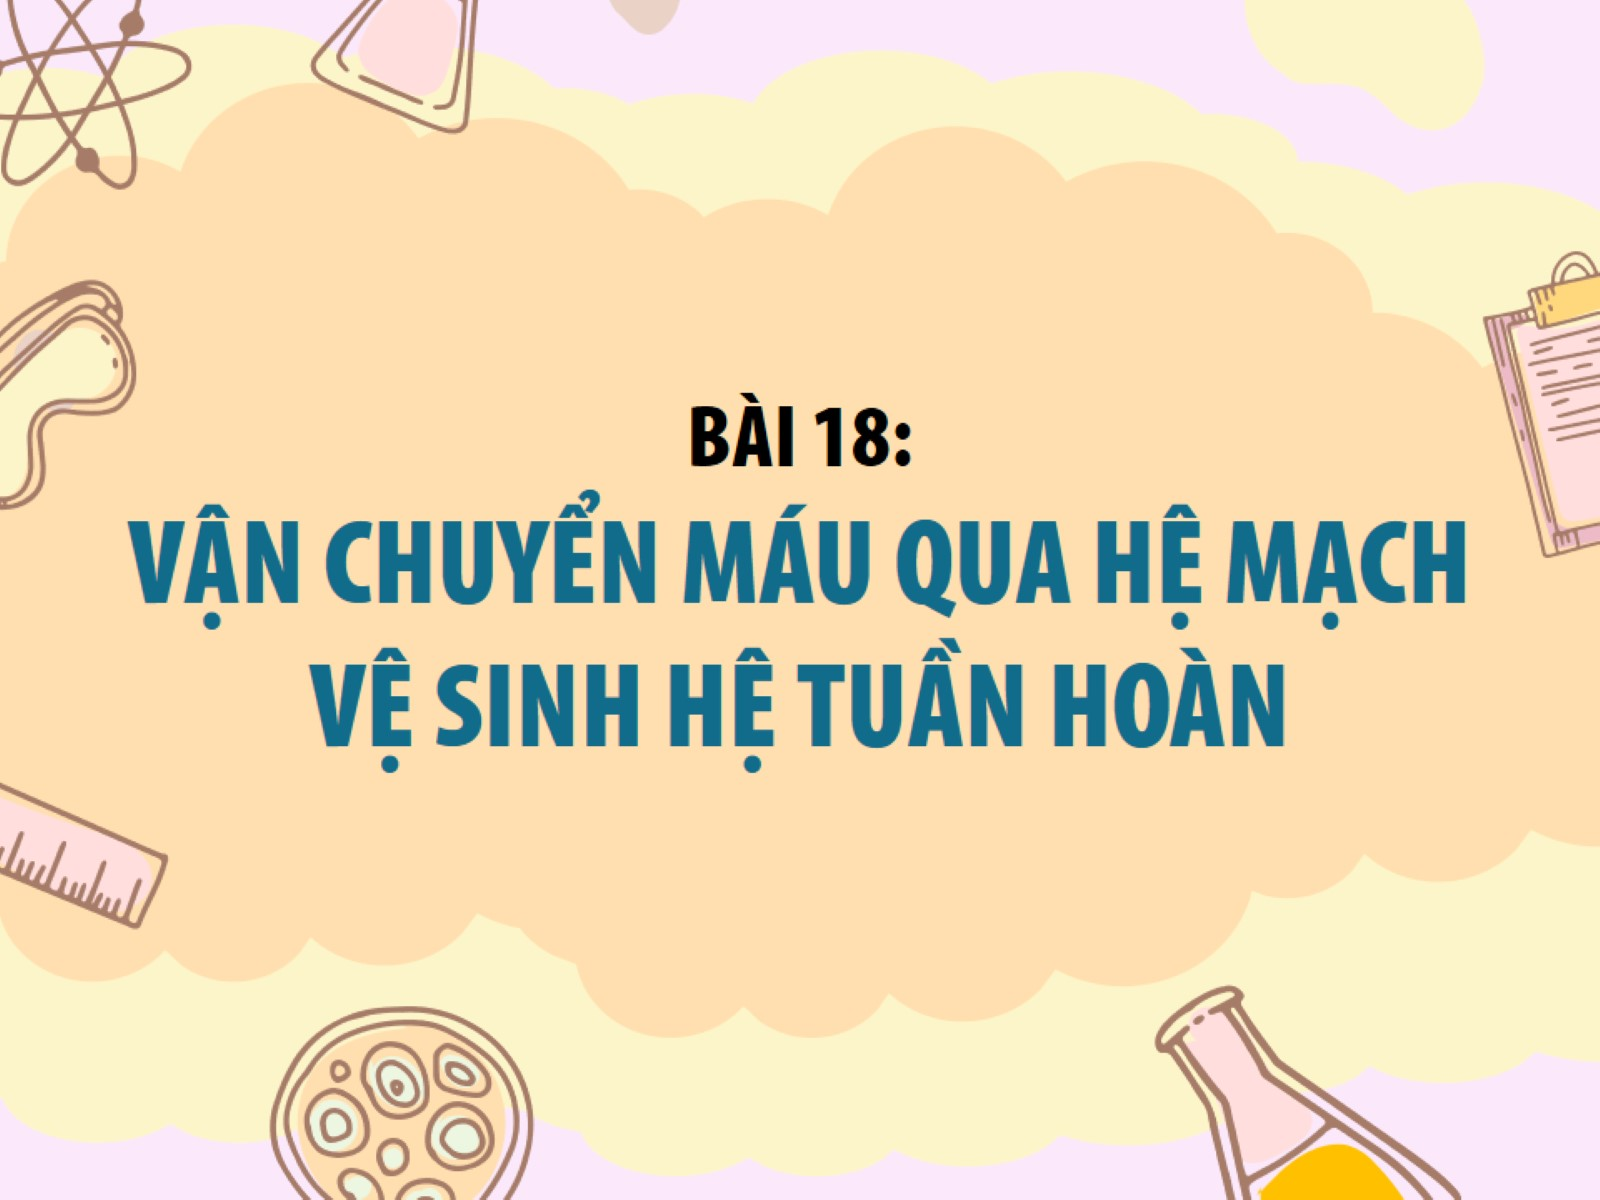 BÀI 18:
VẬN CHUYỂN MÁU QUA HỆ MẠCH
VỆ SINH HỆ TUẦN HOÀN